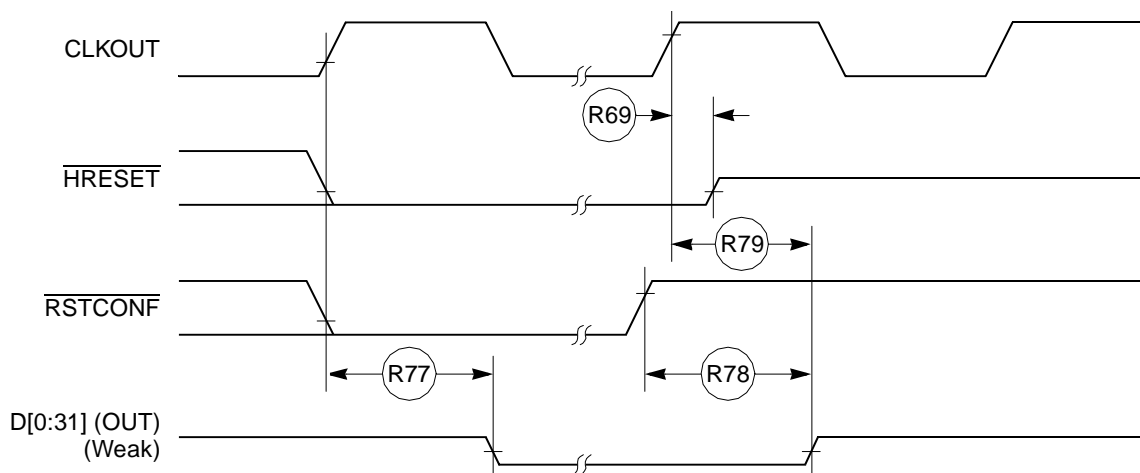 CLKOUT
R69
HRESET
R79
RSTCONF
R77
R78
D[0:31] (OUT)
(Weak)